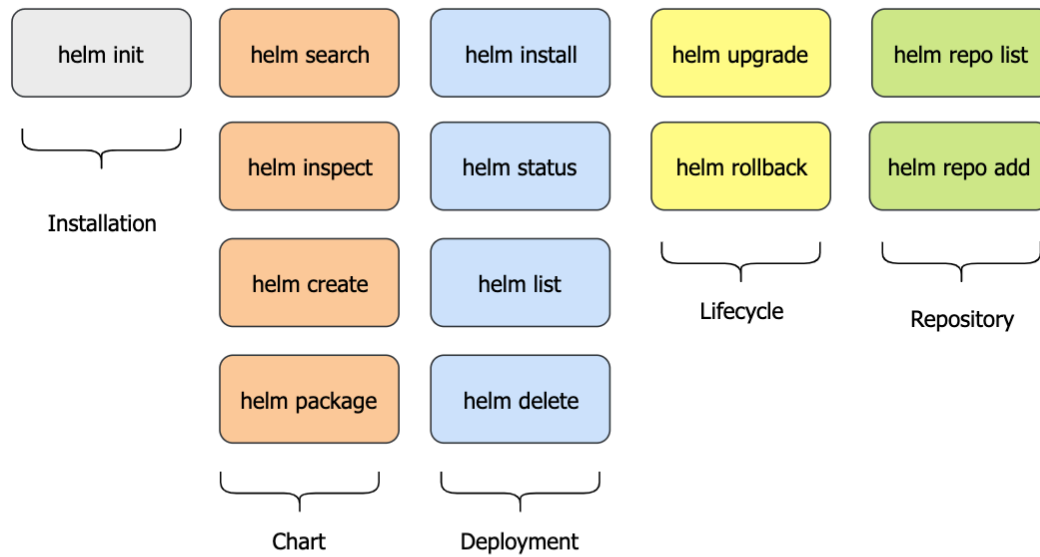 helm init
helm search
helm install
helm upgrade
helm repo list
helm inspect
helm status
helm rollback
helm repo add
Installation
helm create
helm list
Lifecycle
Repository
helm package
helm delete
Chart
Deployment